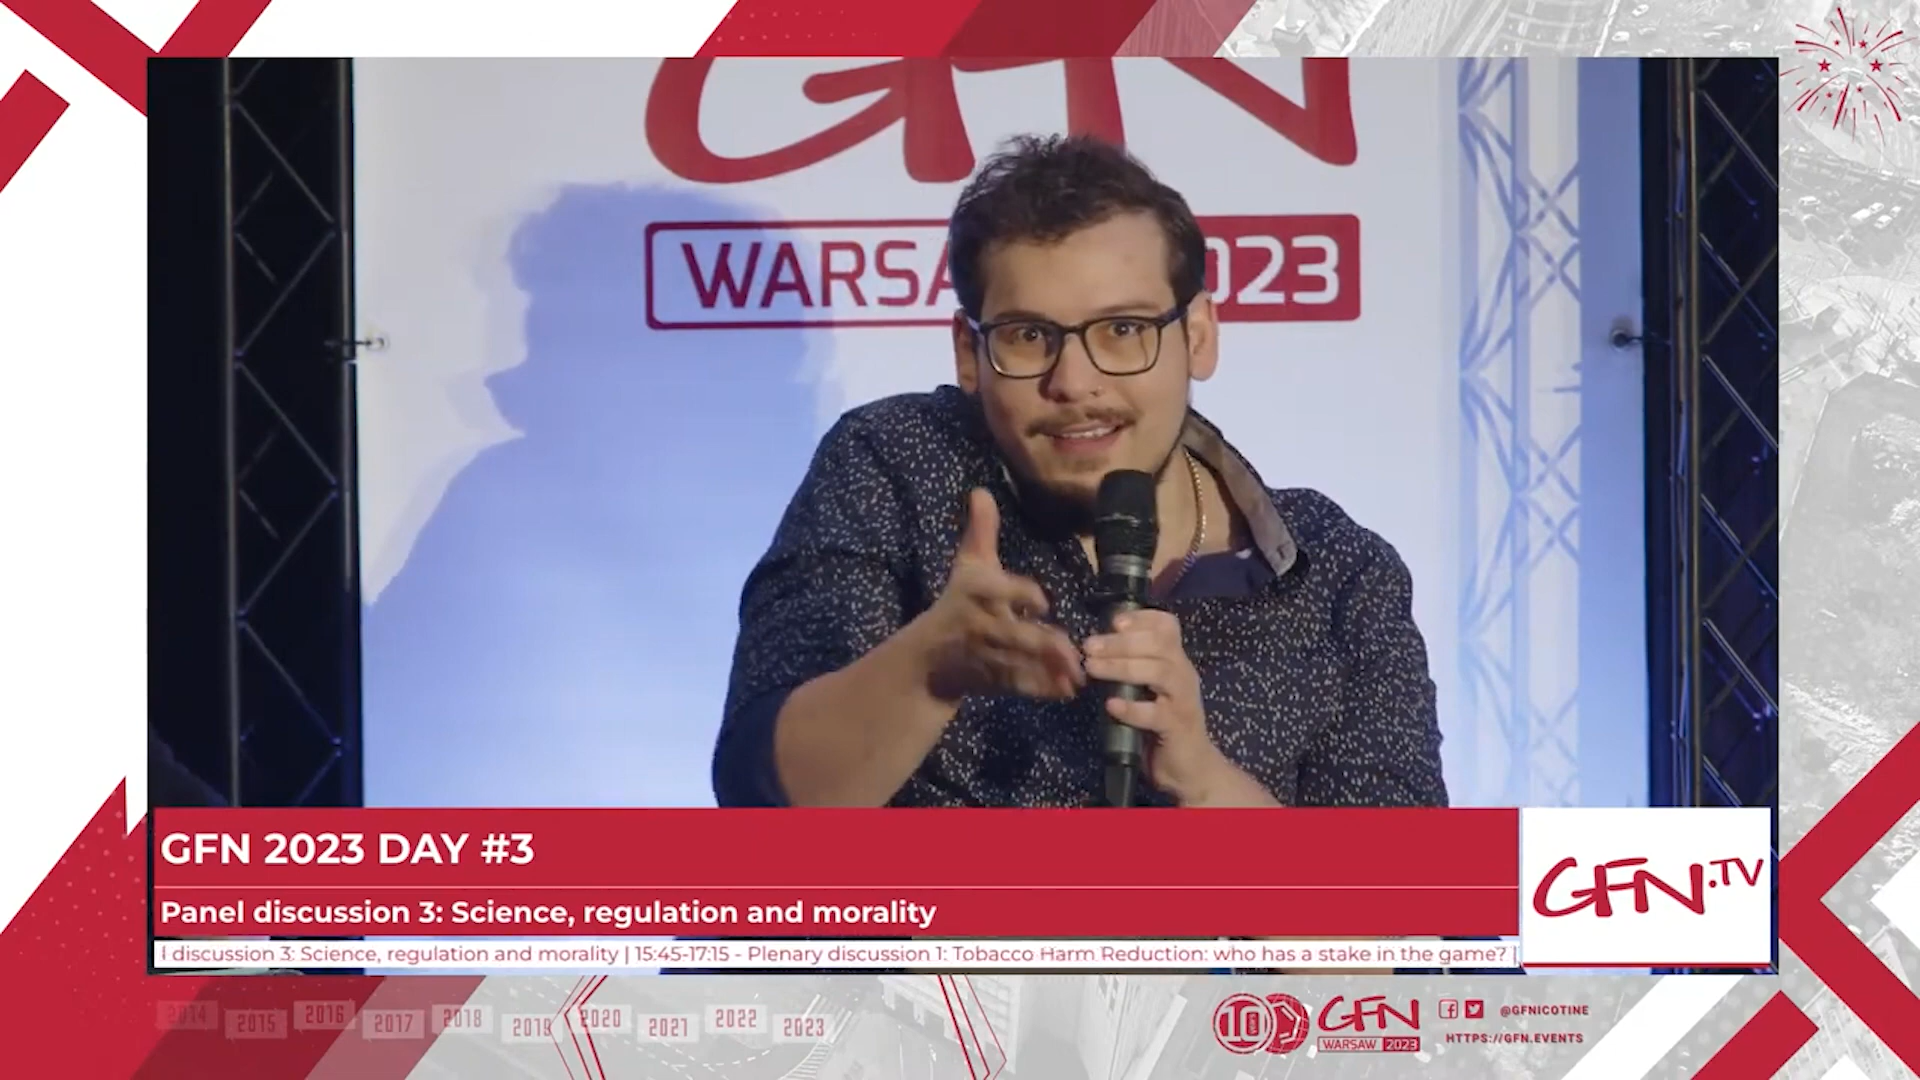 GFN
WARSA 023
GFN 2023 DAY #3
Panel discussion 3: Science, regulation and morality
discussion 3: Science, regulation and morality | 15:45-17:15 - Plenary discussion 1: Tobacco Harm Reduction: who has a stake in the game? |
GFN.TV
2014 2015 2016 2017 2018 2019 2020 2021 2022 2023
10
GFN
WARSAW 2023
@GFNICOTINE
HTTPS://GFN.EVENTS